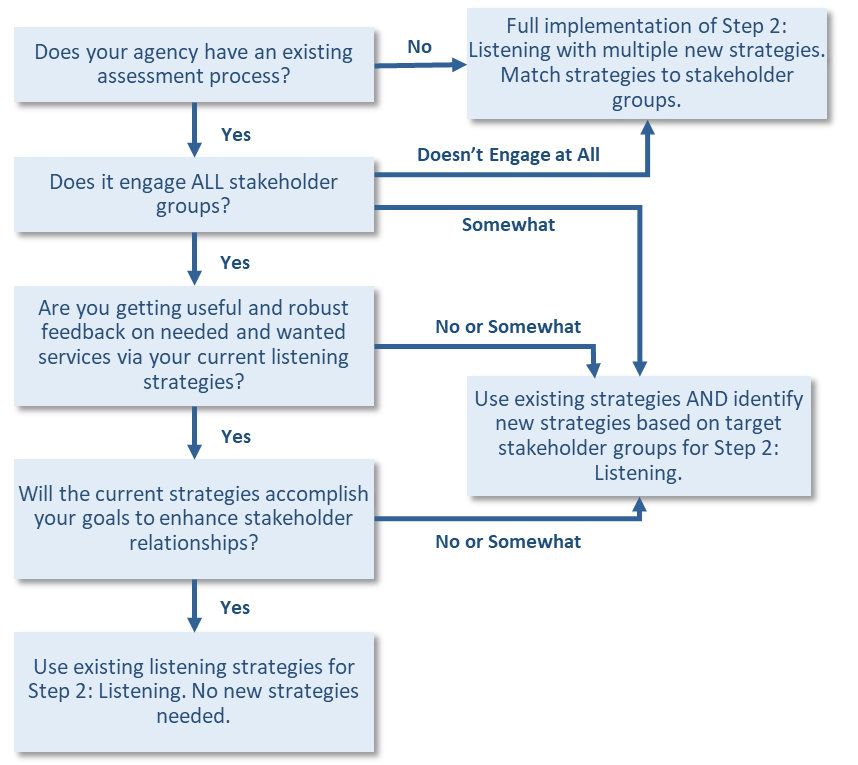 Does your agency have an existing
assessment process?
No
Full implementation of Step 2:
Listening with multiple new strategies.
Match strategies to stakeholder
groups.
Yes
Does it engage ALL stakeholder
groups?
Doesn't Engage at All
Somewhat
Yes
Are you getting useful and robust
feedback on needed and wanted
services via your current listening
strategies?
No or Somewhat
Use existing strategies AND identify
new strategies based on target
stakeholder groups for Step 2:
Listening.
Yes
Will the current strategies accomplish
your goals to enhance stakeholder
relationships?
No or Somewhat
Yes
Use existing listening strategies for
Step 2: Listening. No new strategies
needed.